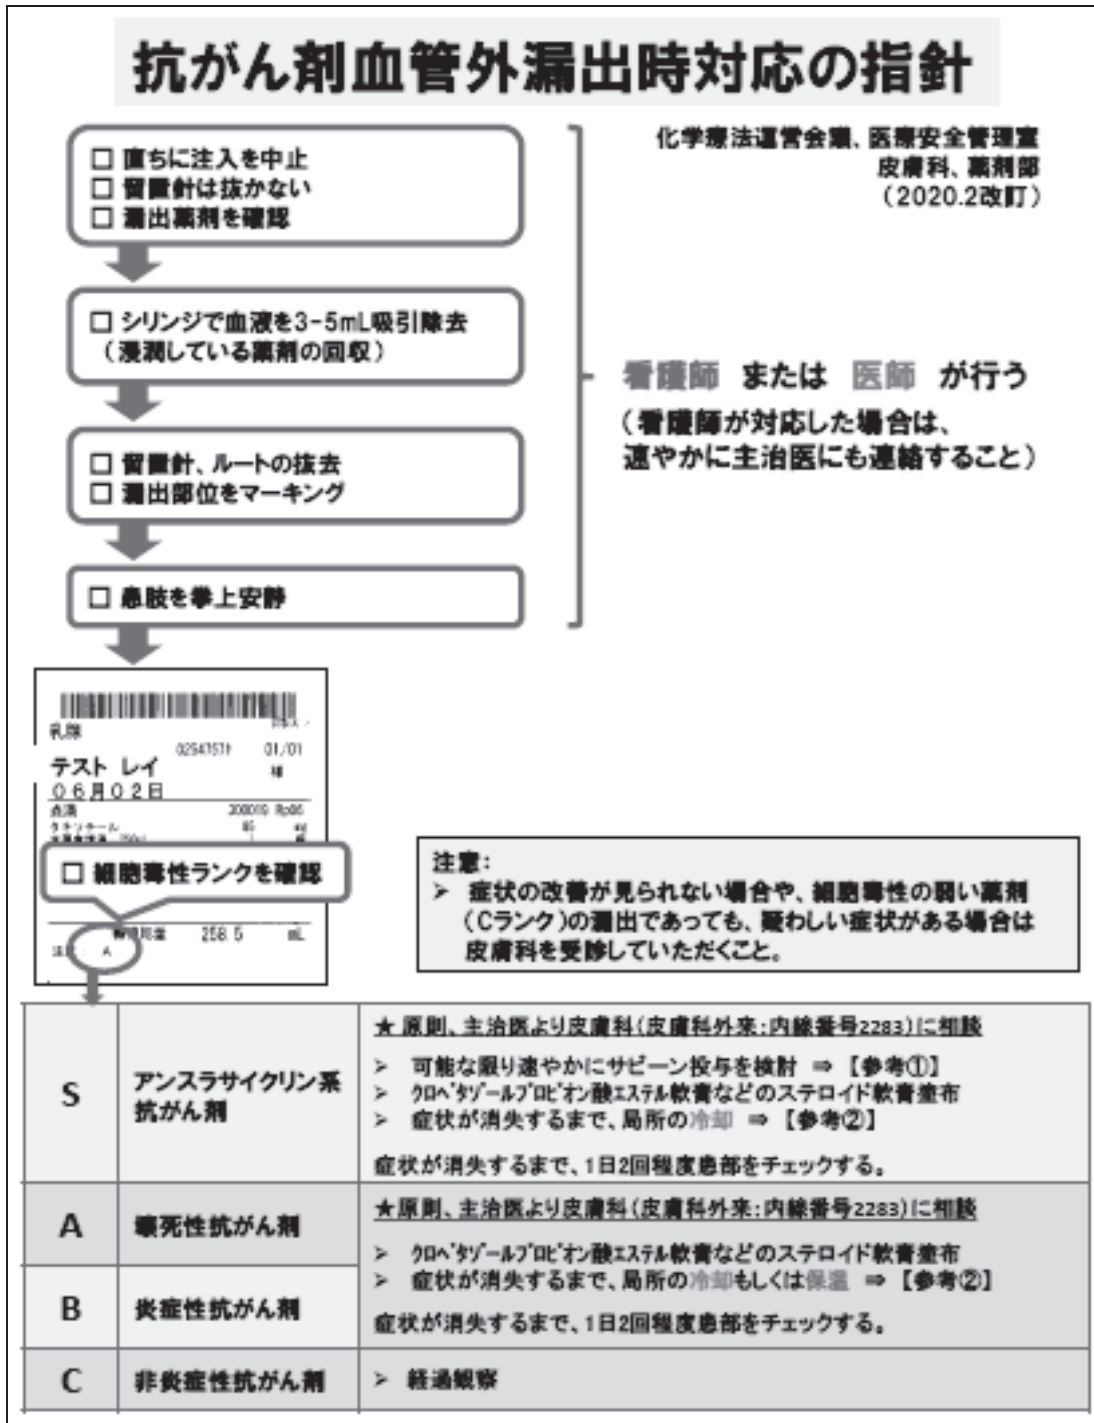 抗がん剤血管外漏出時対応の指針
化学療法運営会議、医療安全管理室
皮膚科、薬剤部
（2020.2改訂）
□ 直ちに注入を中止
□ 留置針は抜かない
□ 漏出薬剤を確認
□ シリンジで血液を3-5mL吸引除去
（浸潤している薬剤の回収）
□ 留置針、ルートの抜去
□ 漏出部位をマーキング
□ 患肢を挙上安静
看護師 または 医師 が行う
（看護師が対応した場合は、
速やかに主治医にも連絡すること）
01/01
テスト レイ
様
06月02日
点滴
□ 細胞毒性ランクを確認
258.5 mL
A
注意：
➢ 症状の改善が見られない場合や、細胞毒性の弱い薬剤
（Cランク）の漏出であっても、疑わしい症状がある場合は
皮膚科を受診していただくこと。
S
アンスラサイクリン系
抗がん剤
★ 原則、主治医より皮膚科（皮膚科外来：内線番号2283）に相談
➢ 可能な限り速やかにサビーン投与を検討 ⇒ 【参考①】
➢ クロベタゾールプロピオン酸エステル軟膏などのステロイド軟膏塗布
➢ 症状が消失するまで、局所の冷却 ⇒ 【参考②】
症状が消失するまで、1日2回程度患部をチェックする。
A
壊死性抗がん剤
B
炎症性抗がん剤
★原則、主治医より皮膚科（皮膚科外来：内線番号2283）に相談
➢ クロベタゾールプロピオン酸エステル軟膏などのステロイド軟膏塗布
➢ 症状が消失するまで、局所の冷却もしくは保温 ⇒ 【参考②】
症状が消失するまで、1日2回程度患部をチェックする。
C
非炎症性抗がん剤
➢ 経過観察